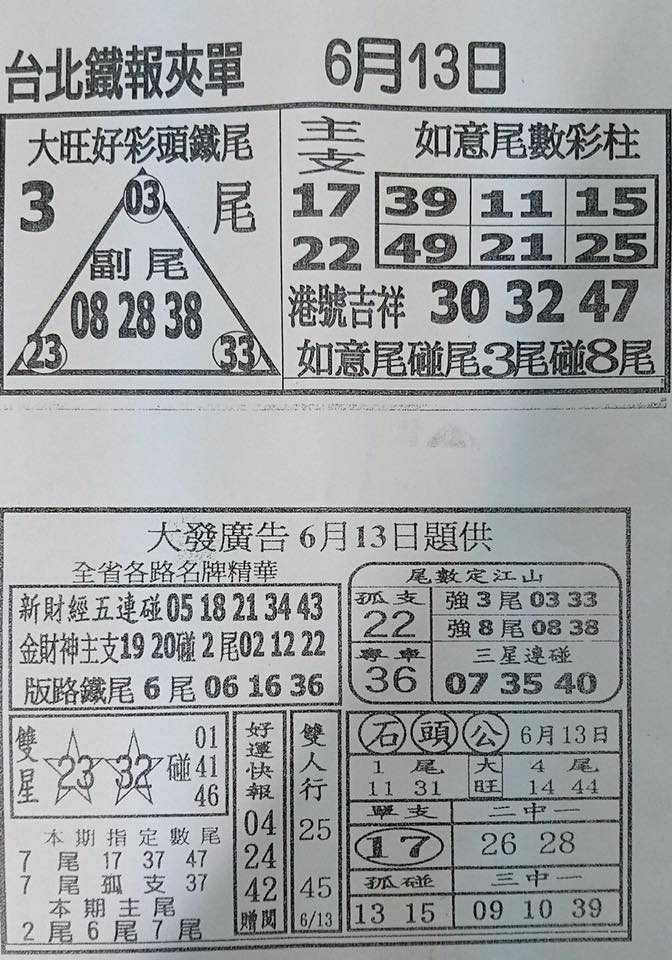 台北鐵報夾單 6月13日
大旺好彩頭鐵尾
3 03 尾
副尾
08 28 38
23 33
主支 如意尾數彩柱
17 39 11 15
22 49 21 25
港號吉祥 30 32 47
如意尾碰尾3尾碰8尾
大發廣告6月13日題供
全省各路名牌精華
新財經五連碰05 18 21 34 43
金財神主支19 20碰2尾02 12 22
版路鐵尾6尾06 16 36
尾數定江山
孤支 強3尾03 33
22 強8尾08 38
專車 三星連碰
36 07 35 40
雙星 23 32 碰 01
41
46
本期指定數尾
7尾 17 37 47
7尾孤支37
本期主尾
2尾6尾7尾
好運快報
04
24
42
贈閱
雙人行
25
45
6/13
石頭公 6月13日
1尾 大旺 4尾
11 31 14 44
單支 二中一
17 26 28
孤碰 三中一
13 15 09 10 39